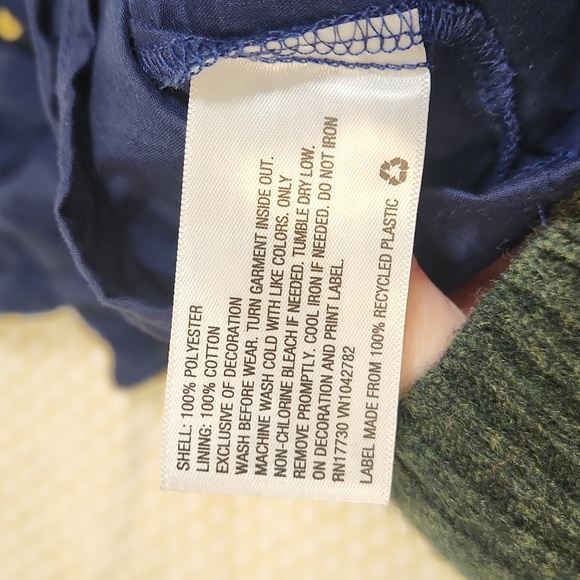 SHELL: 100% POLYESTER
LINING: 100% COTTON
EXCLUSIVE OF DECORATION
WASH BEFORE WEAR. TURN GARMENT INSIDE OUT.
MACHINE WASH COLD WITH LIKE COLORS. ONLY
NON-CHLORINE BLEACH IF NEEDED. TUMBLE DRY LOW.
REMOVE PROMPTLY. COOL IRON IF NEEDED. DO NOT IRON
ON DECORATION AND PRINT LABEL.
RN17730 VN1042782
LABEL MADE FROM 100% RECYCLED PLASTIC